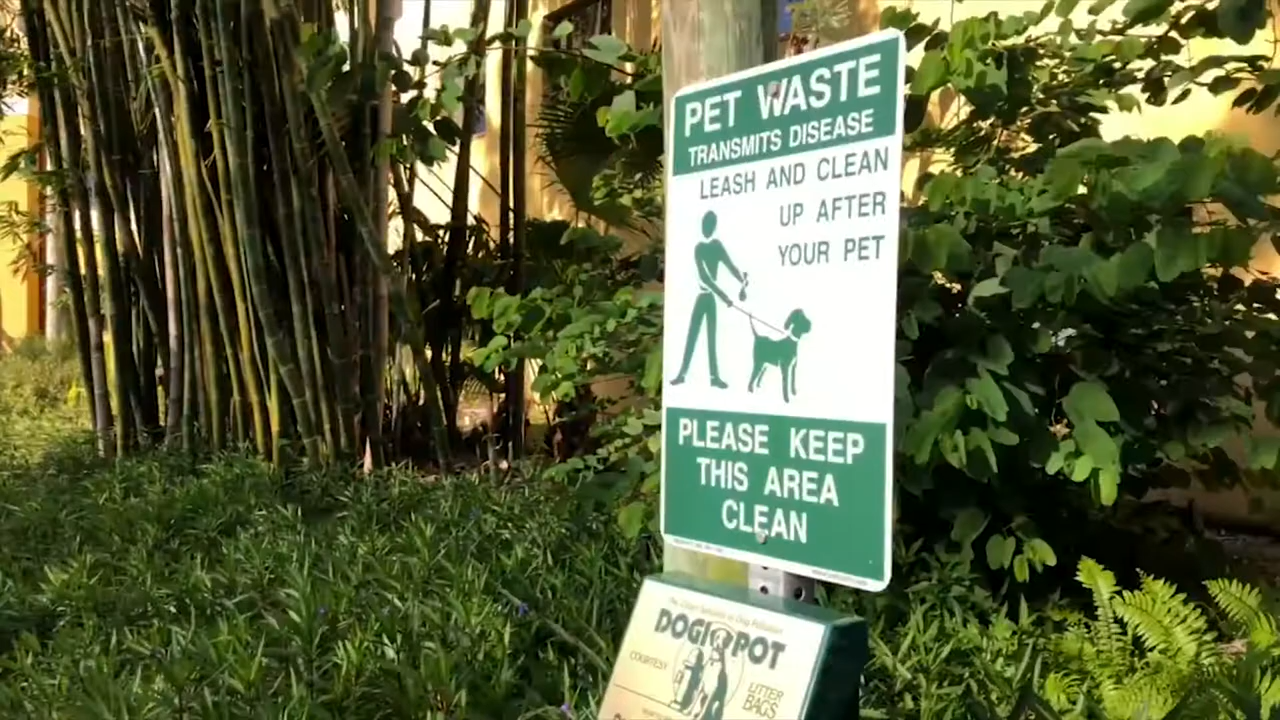 PET WASTE
TRANSMITS DISEASE
LEASH AND CLEAN
UP AFTER
YOUR PET
PLEASE KEEP
THIS AREA
CLEAN
DOGIPOT
COURTESY
LITTER
BAGS